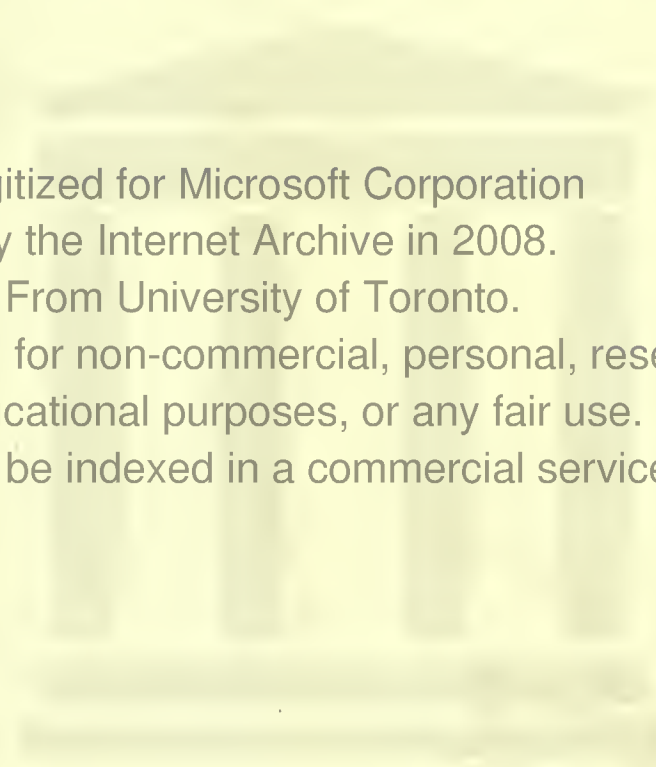 gitized for Microsoft Corporation
y the Internet Archive in 2008.
From University of Toronto.
for non-commercial, personal, rese
cational purposes, or any fair use.
be indexed in a commercial service